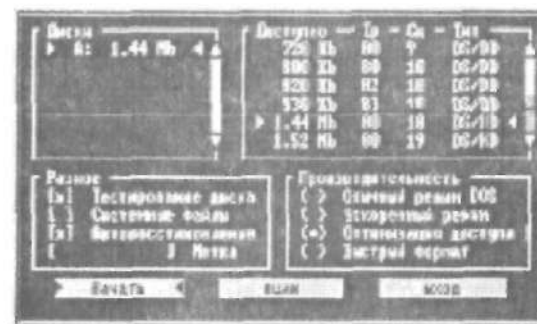 Диски
A: 1.44 Mb
Доступно Тр Сц Тип
720 Kb 80 9 DS/DD
800 Kb 80 10 DS/DD
820 Kb 82 10 DS/DD
830 Kb 83 10 DS/DD
1.44 Mb 80 18 DS/HD
1.52 Mb 80 19 DS/HD
Разное
[x] Тестирование диска
[ ] Системные файлы
[x] Автовосстановление
[ ] Метка
Производительность
( ) Обычный режим DOS
( ) Ускоренный режим
(•) Оптимизация доступа
( ) Быстрый формат
Начать